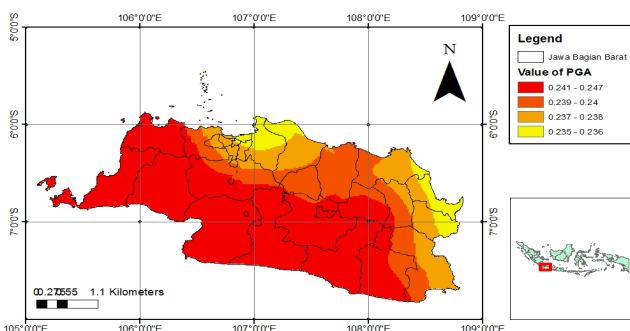 105°0'0"E 106°0'0"E 107°0'0"E 108°0'0"E 109°0'0"E
5°0'0"S
N
6°0'0"S 6°0'0"S
7°0'0"S 7°0'0"S
1.1 Kilometers
105°0'0"E 106°0'0"E 107°0'0"E 108°0'0"E 109°0'0"E
Legend
Jawa Bagian Barat
Value of PGA
0.241 - 0.247
0.239 - 0.24
0.237 - 0.238
0.235 - 0.236